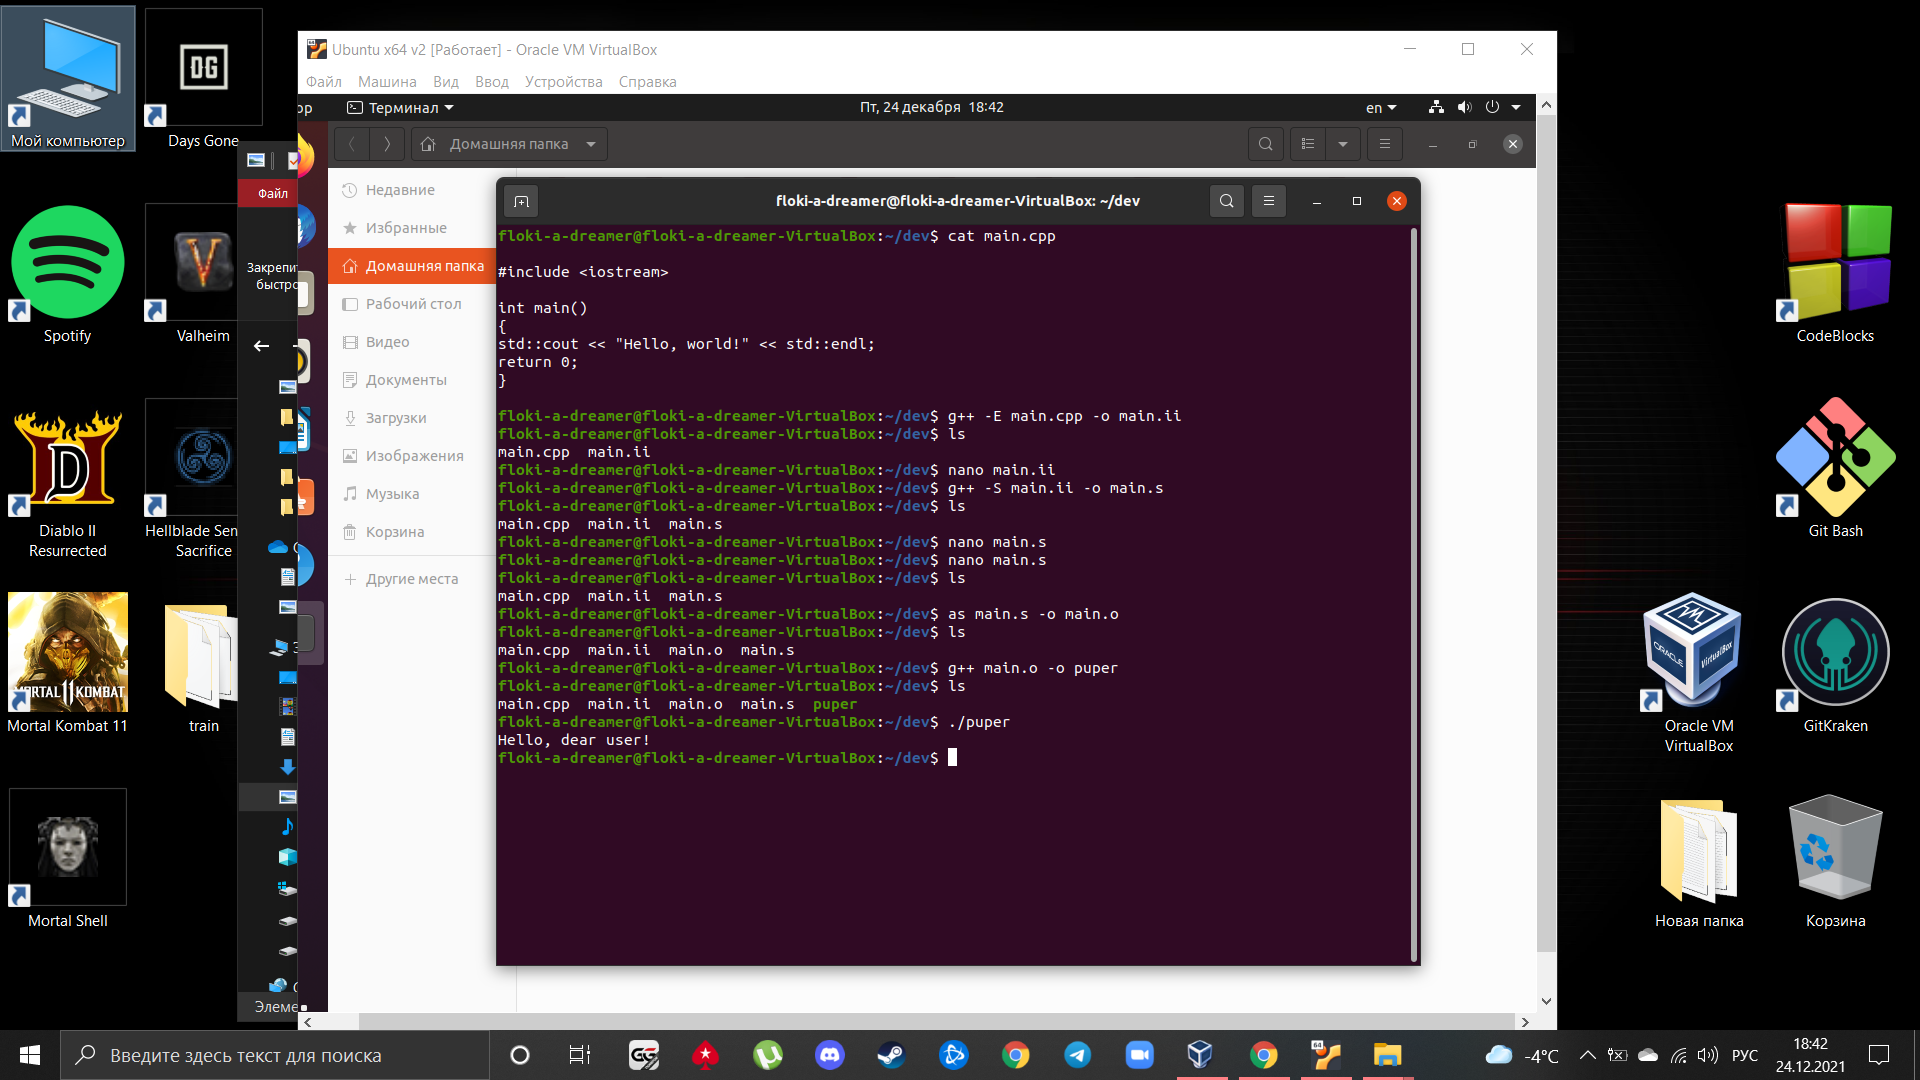 Мой компьютер
Days Gone
Spotify
Valheim
Diablo II
Resurrected
Hellblade Sen
Sacrifice
Mortal Kombat 11
train
Mortal Shell
Файл
Закрепи
быстро
Элеме
Ubuntu x64 v2 [Работает] - Oracle VM VirtualBox
Файл Машина Вид Ввод Устройства Справка
ор Терминал Пт, 24 декабря 18:42 en
Домашняя папка
Недавние
Избранные
Домашняя папка
Рабочий стол
Видео
Документы
Загрузки
Изображения
Музыка
Корзина
Другие места
floki-a-dreamer@floki-a-dreamer-VirtualBox: ~/dev
floki-a-dreamer@floki-a-dreamer-VirtualBox:~/dev$ cat main.cpp
#include <iostream>
int main()
{
std::cout << "Hello, world!" << std::endl;
return 0;
}
floki-a-dreamer@floki-a-dreamer-VirtualBox:~/dev$ g++ -E main.cpp -o main.ii
floki-a-dreamer@floki-a-dreamer-VirtualBox:~/dev$ ls
main.cpp main.ii
floki-a-dreamer@floki-a-dreamer-VirtualBox:~/dev$ nano main.ii
floki-a-dreamer@floki-a-dreamer-VirtualBox:~/dev$ g++ -S main.ii -o main.s
floki-a-dreamer@floki-a-dreamer-VirtualBox:~/dev$ ls
main.cpp main.ii main.s
floki-a-dreamer@floki-a-dreamer-VirtualBox:~/dev$ nano main.s
floki-a-dreamer@floki-a-dreamer-VirtualBox:~/dev$ nano main.s
floki-a-dreamer@floki-a-dreamer-VirtualBox:~/dev$ ls
main.cpp main.ii main.s
floki-a-dreamer@floki-a-dreamer-VirtualBox:~/dev$ as main.s -o main.o
floki-a-dreamer@floki-a-dreamer-VirtualBox:~/dev$ ls
main.cpp main.ii main.o main.s
floki-a-dreamer@floki-a-dreamer-VirtualBox:~/dev$ g++ main.o -o puper
floki-a-dreamer@floki-a-dreamer-VirtualBox:~/dev$ ls
main.cpp main.ii main.o main.s puper
floki-a-dreamer@floki-a-dreamer-VirtualBox:~/dev$ ./puper
Hello, dear user!
floki-a-dreamer@floki-a-dreamer-VirtualBox:~/dev$
CodeBlocks
Git Bash
Oracle VM
VirtualBox
GitKraken
Новая папка
Корзина
Введите здесь текст для поиска
-4°C
РУС
18:42
24.12.2021